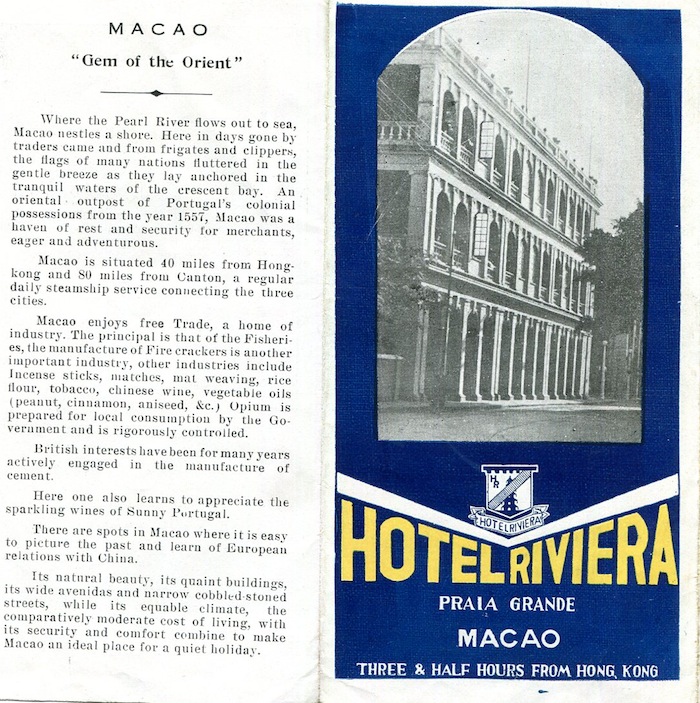 MACAO
"Gem of the Orient"
Where the Pearl River flows out to sea,
Macao nestles a shore. Here in days gone by
traders came and from frigates and clippers,
the flags of many nations fluttered in the
gentle breeze as they lay anchored in the
tranquil waters of the crescent bay. An
oriental outpost of Portugal's colonial
possessions from the year 1557, Macao was a
haven of rest and security for merchants,
eager and adventurous.
Macao is situated 40 miles from Hong-
kong and 80 miles from Canton, a regular
daily steamship service connecting the three
cities.
Macao enjoys free Trade, a home of
industry. The principal is that of the Fisheri-
es, the manufacture of Fire crackers is another
important industry, other industries include
Incense sticks, matches, mat weaving, rice
flour, tobacco, chinese wine, vegetable oils
(peanut, cinnamon, aniseed, &c.) Opium is
prepared for local consumption by the Go-
vernment and is rigorously controlled.
British interests have been for many years
actively engaged in the manufacture of
cement.
Here one also learns to appreciate the
sparkling wines of Sunny Portugal.
There are spots in Macao where it is easy
to picture the past and learn of European
relations with China.
Its natural beauty, its quaint buildings,
its wide avenidas and narrow cobbled-stoned
streets, while its equable climate, the
comparatively moderate cost of living, with
its security and comfort combine to make
Macao an ideal place for a quiet holiday.
HR
HOTEL RIVIERA
HOTEL RIVIERA
PRAIA GRANDE
MACAO
THREE & HALF HOURS FROM HONG KONG